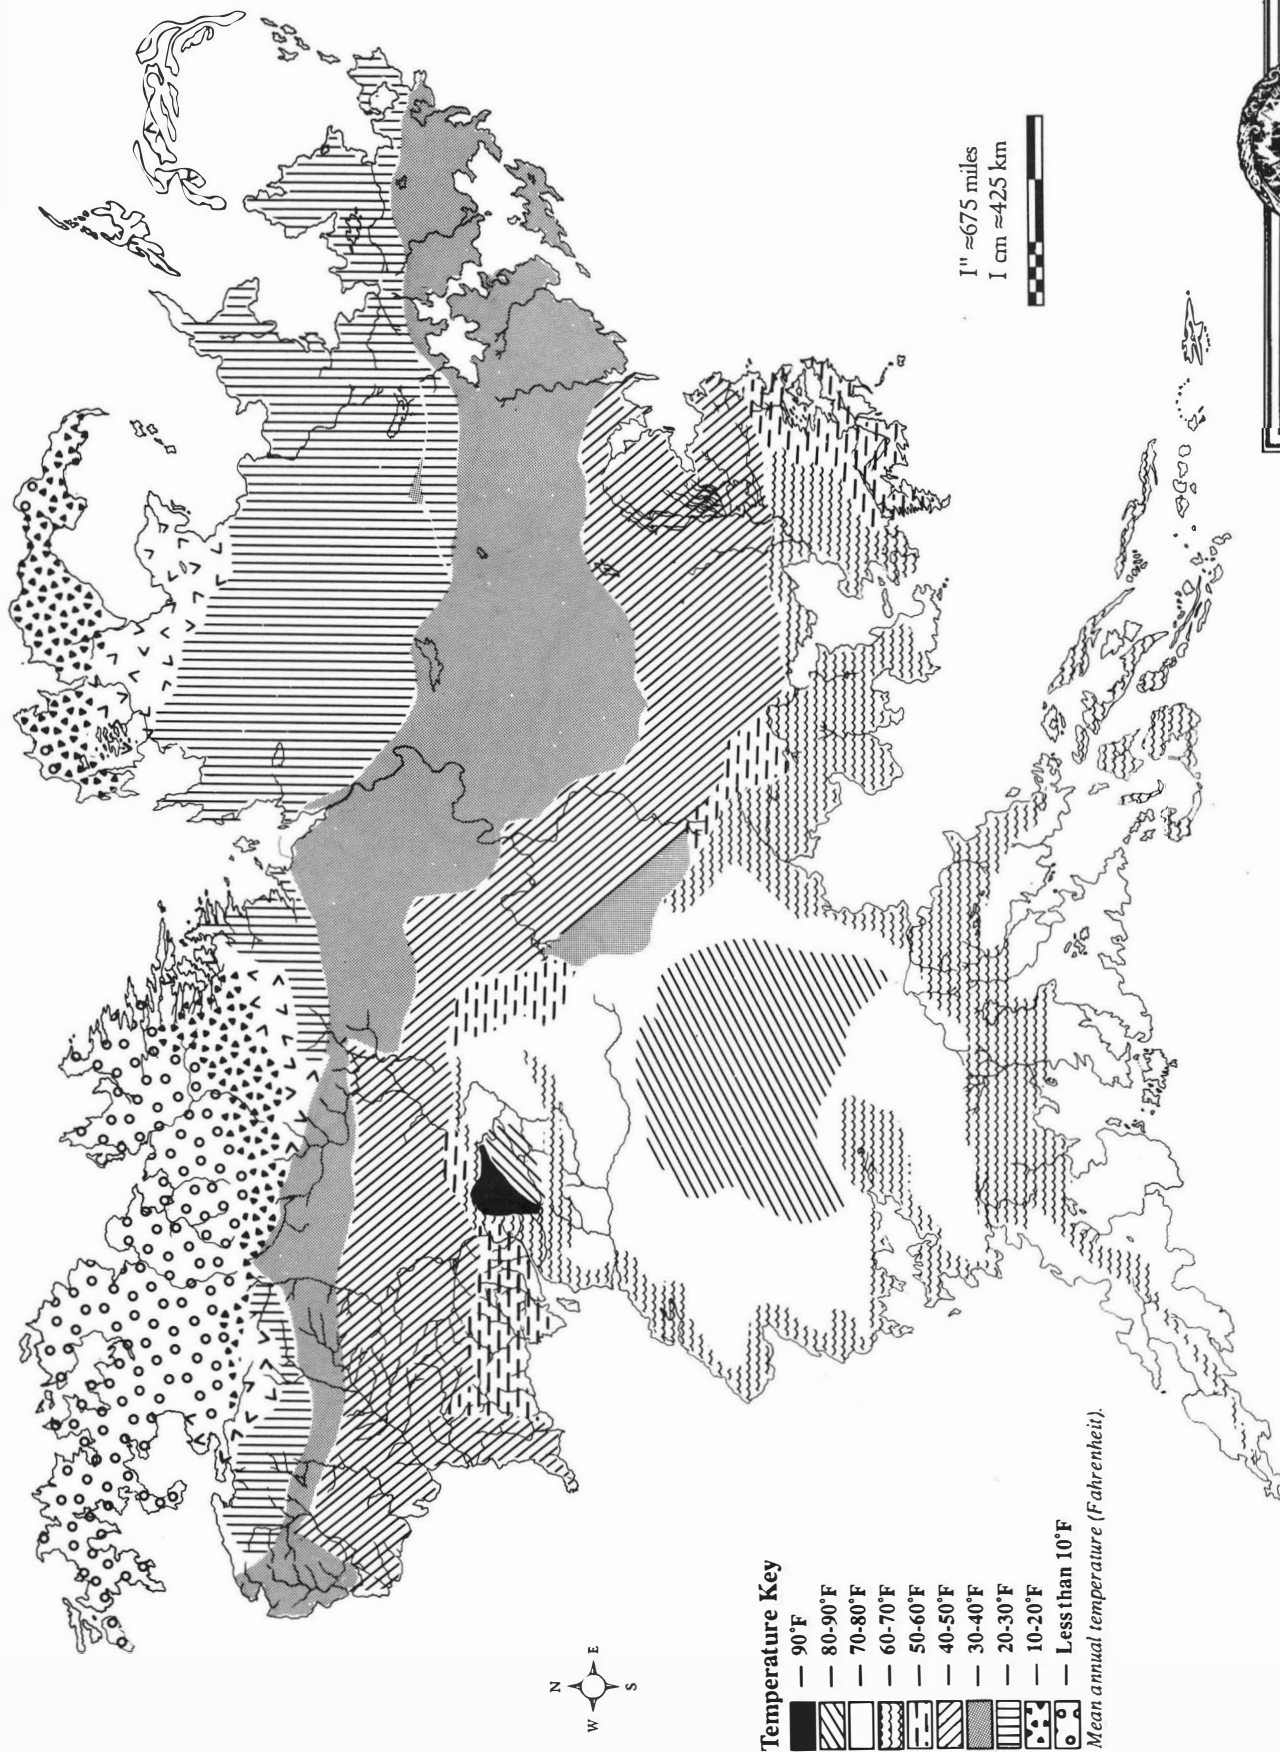 1" ≈675 miles
1 cm ≈425 km
N
W
E
S
Temperature Key
— 90°F
— 80-90°F
— 70-80°F
— 60-70°F
— 50-60°F
— 40-50°F
— 30-40°F
— 20-30°F
— 10-20°F
— Less than 10°F
Mean annual temperature (Fahrenheit).